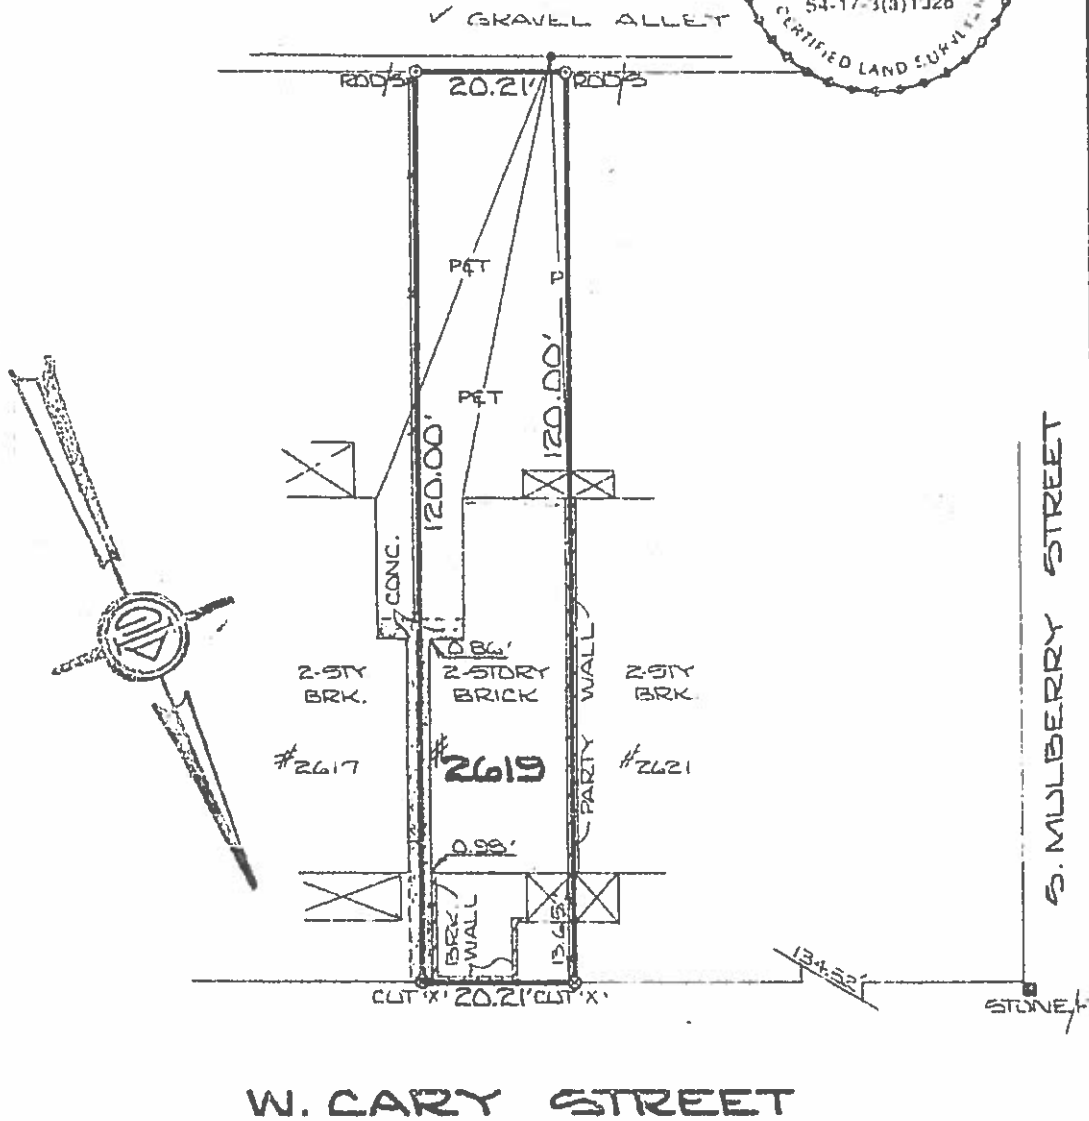 GRAVEL ALLEY
54-17-3(a)1328
CERTIFIED LAND SURVEYOR
ROD/S 20.21' ROD/S
P&T
P
P&T
120.00'
120.00'
CONC.
0.86'
2-STY
BRK.
2-STORY
BRICK
PARTY WALL
2-STY
BRK.
#2617
#2619
#2621
0.98'
BRK.
WALL
13.615'
134.52'
CUT 'X' 20.21' CUT 'X'
STONE/F
S. MULBERRY STREET
W. CARY STREET